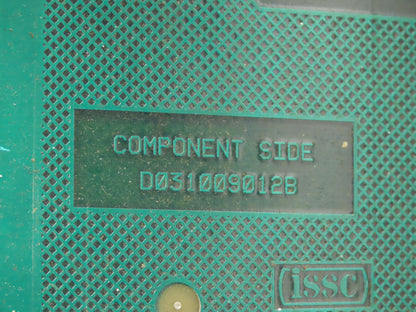 COMPONENT SIDE
D031009012B
issc